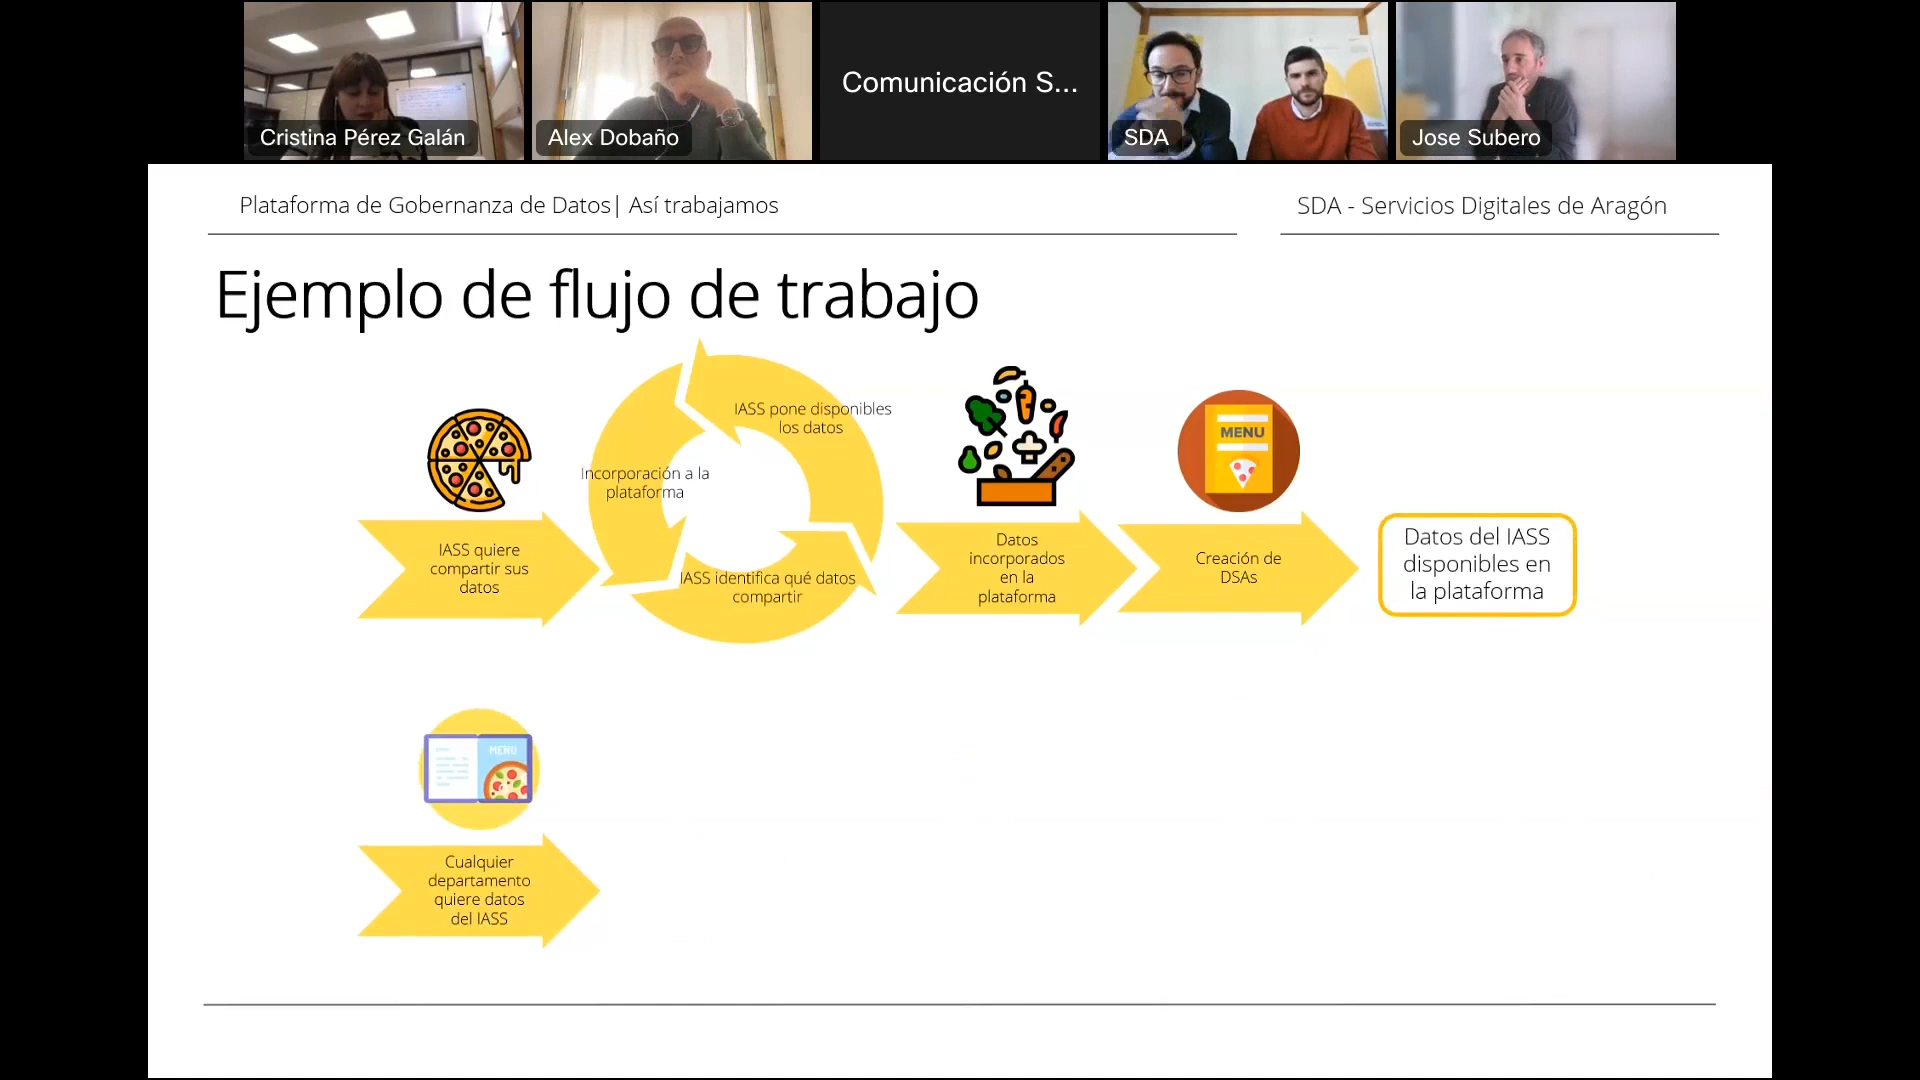 Cristina Pérez Galán
Alex Dobaño
Comunicación S...
SDA
Jose Subero
Plataforma de Gobernanza de Datos| Así trabajamos
SDA - Servicios Digitales de Aragón
Ejemplo de flujo de trabajo
IASS quiere
compartir sus
datos
IASS pone disponibles
los datos
Incorporación a la
plataforma
IASS identifica qué datos
compartir
Datos
incorporados
en la
plataforma
MENU
Creación de
DSAs
Datos del IASS
disponibles en
la plataforma
MENU
Cualquier
departamento
quiere datos
del IASS